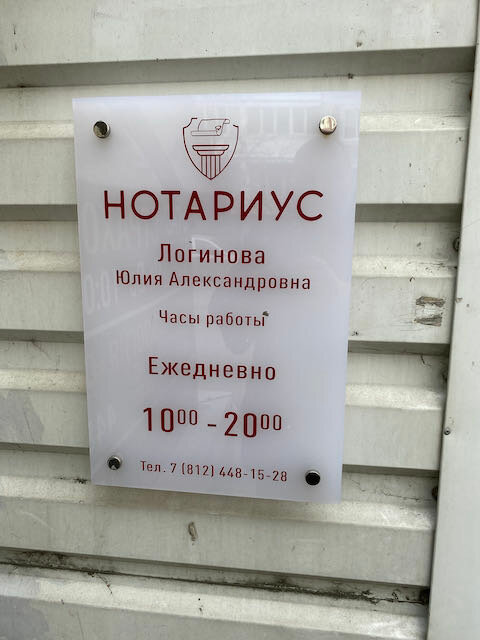 НОТАРИУС
Логинова
Юлия Александровна
Часы работы
Ежедневно
10⁰⁰ - 20⁰⁰
Тел. 7 (812) 448-15-28